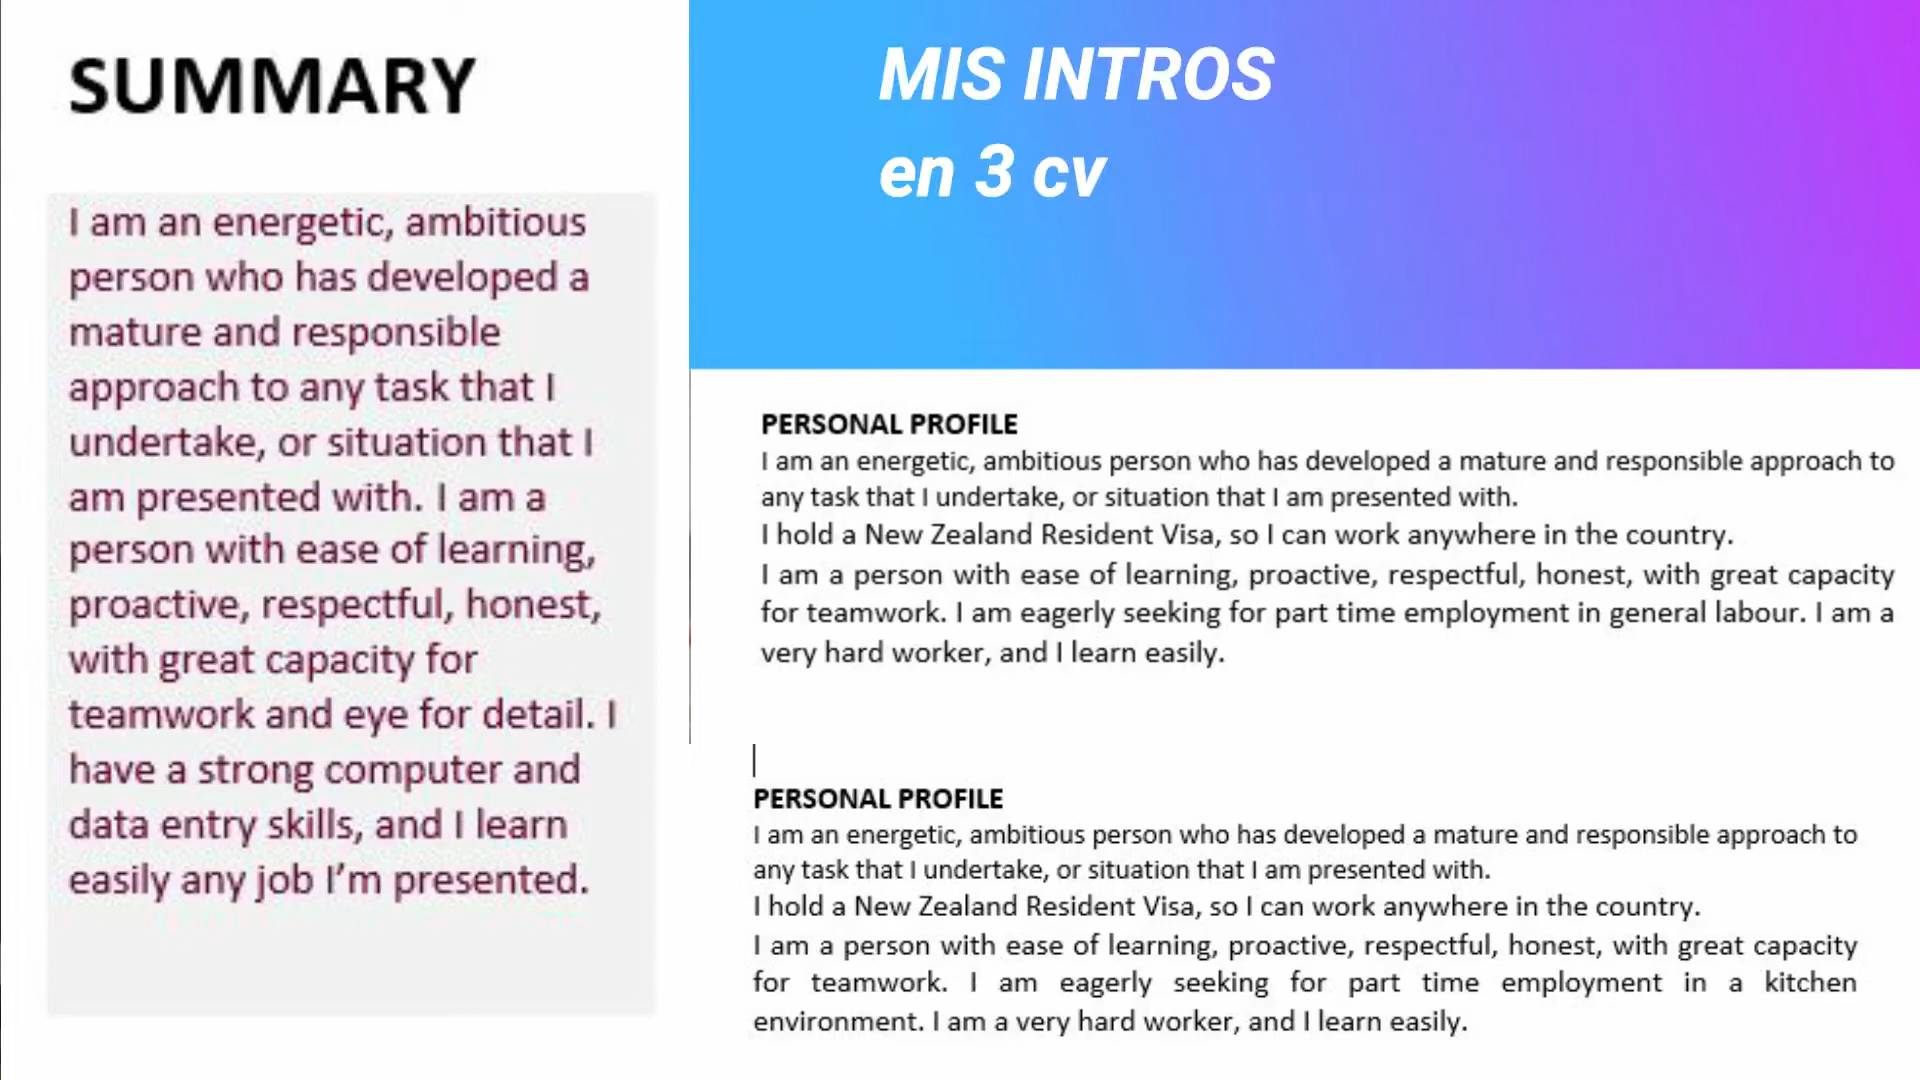 SUMMARY
I am an energetic, ambitious
person who has developed a
mature and responsible
approach to any task that I
undertake, or situation that I
am presented with. I am a
person with ease of learning,
proactive, respectful, honest,
with great capacity for
teamwork and eye for detail. I
have a strong computer and
data entry skills, and I learn
easily any job I’m presented.
MIS INTROS
en 3 cv
PERSONAL PROFILE
I am an energetic, ambitious person who has developed a mature and responsible approach to
any task that I undertake, or situation that I am presented with.
I hold a New Zealand Resident Visa, so I can work anywhere in the country.
I am a person with ease of learning, proactive, respectful, honest, with great capacity
for teamwork. I am eagerly seeking for part time employment in general labour. I am a
very hard worker, and I learn easily.
PERSONAL PROFILE
I am an energetic, ambitious person who has developed a mature and responsible approach to
any task that I undertake, or situation that I am presented with.
I hold a New Zealand Resident Visa, so I can work anywhere in the country.
I am a person with ease of learning, proactive, respectful, honest, with great capacity
for teamwork. I am eagerly seeking for part time employment in a kitchen
environment. I am a very hard worker, and I learn easily.